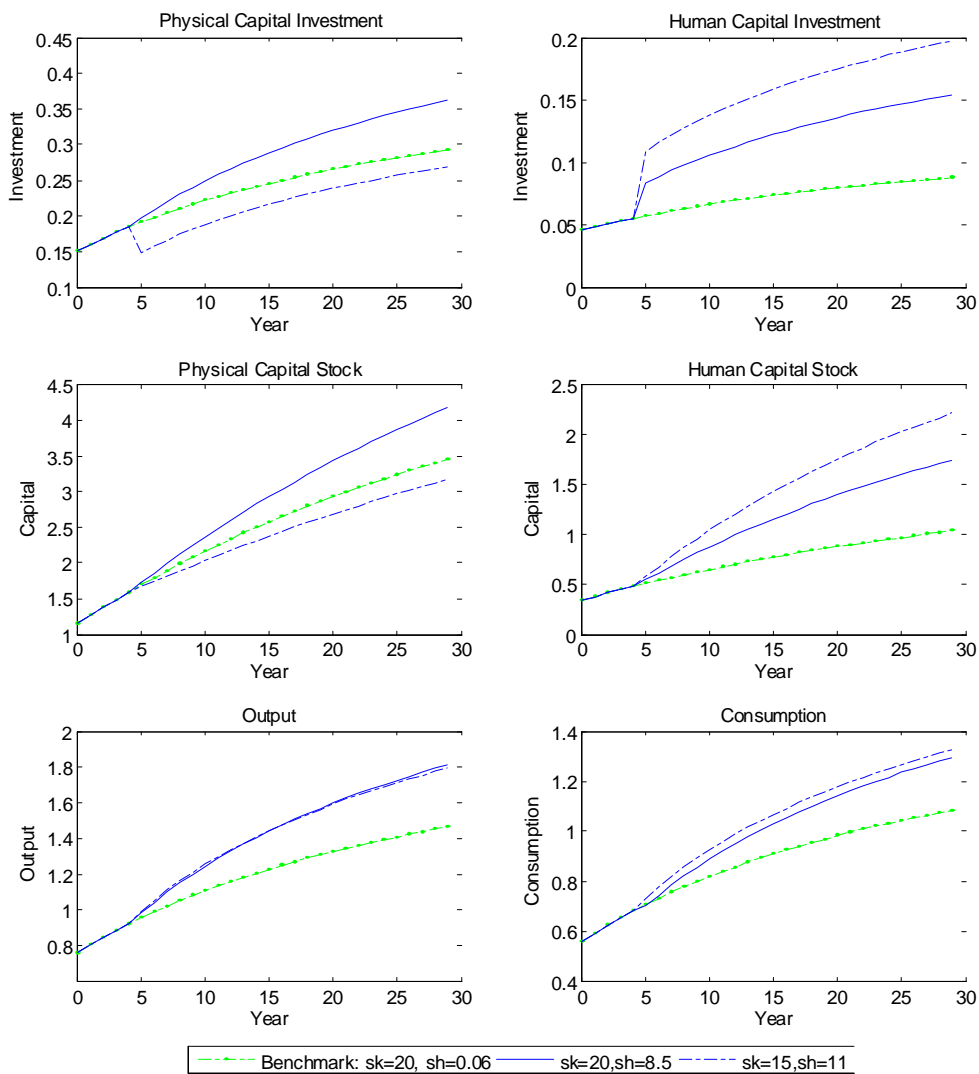 Physical Capital Investment
0.45
0.4
0.35
0.3
0.25
0.2
0.15
0.1
Investment
0 5 10 15 20 25 30
Year
Human Capital Investment
0.2
0.15
0.1
0.05
0
Investment
0 5 10 15 20 25 30
Year
Physical Capital Stock
4.5
4
3.5
3
2.5
2
1.5
1
Capital
0 5 10 15 20 25 30
Year
Human Capital Stock
2.5
2
1.5
1
0.5
0
Capital
0 5 10 15 20 25 30
Year
Output
2
1.8
1.6
1.4
1.2
1
0.8
Output
0 5 10 15 20 25 30
Year
Consumption
1.4
1.2
1
0.8
0.6
0.4
Consumption
0 5 10 15 20 25 30
Year
Benchmark: sk=20, sh=0.06 sk=20,sh=8.5 sk=15,sh=11